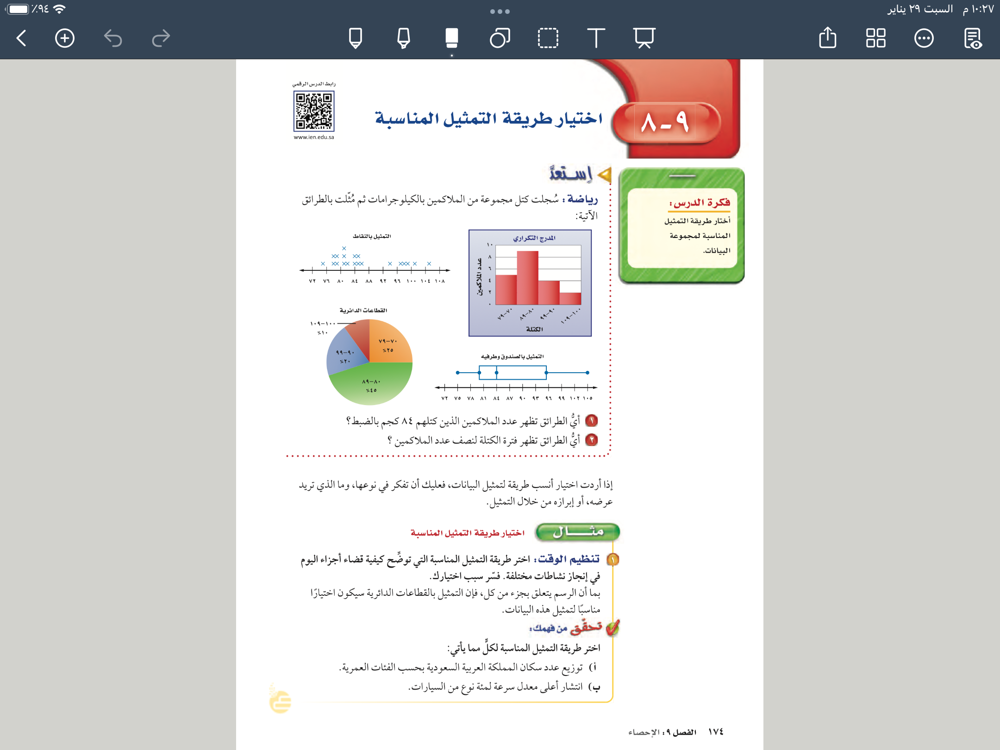 ١٠:٢٧ م السبت ٢٩ يناير
٩٤٪
رابط الدرس الرقمي
www.ien.edu.sa
٩-٨
اختيار طريقة التمثيل المناسبة
فكرة الدرس:
أختار طريقة التمثيل
المناسبة لمجموعة
البيانات.
إستعدَّ
رياضة: سُجلت كتل مجموعة من الملاكمين بالكيلوجرامات ثم مُثّلت بالطرائق
الآتية:
المدرج التكراري
عدد الملاكمين
١٠
٨
٦
٤
٢
٠
٧٠–٧٩
٨٠–٨٩
٩٠–٩٩
١٠٠–١٠٩
الكتلة
التمثيل بالنقاط
٧٢ ٧٦ ٨٠ ٨٤ ٨٨ ٩٢ ٩٦ ١٠٠ ١٠٤ ١٠٨
القطاعات الدائرية
١٠٠–١٠٩
١٠٪
٧٠–٧٩
٢٥٪
٩٠–٩٩
٢٠٪
٨٠–٨٩
٤٥٪
التمثيل بالصندوق وطرفيه
٧٢ ٧٥ ٧٨ ٨١ ٨٤ ٨٧ ٩٠ ٩٣ ٩٦ ٩٩ ١٠٢ ١٠٥
١ أيُّ الطرائق تظهر عدد الملاكمين الذين كتلهم ٨٤ كجم بالضبط؟
٢ أيُّ الطرائق تظهر فترة الكتلة لنصف عدد الملاكمين ؟
إذا أردت اختيار أنسب طريقة لتمثيل البيانات، فعليك أن تفكر في نوعها، وما الذي تريد
عرضه، أو إبرازه من خلال التمثيل.
مثـــال اختيار طريقة التمثيل المناسبة
١ تنظيم الوقت: اختر طريقة التمثيل المناسبة التي توضِّح كيفية قضاء أجزاء اليوم
في إنجاز نشاطات مختلفة. فسّر سبب اختيارك.
بما أن الرسم يتعلق بجزء من كل، فإن التمثيل بالقطاعات الدائرية سيكون اختيارًا
مناسبًا لتمثيل هذه البيانات.
تحقّق من فهمك:
اختر طريقة التمثيل المناسبة لكلٍّ مما يأتي:
أ) توزيع عدد سكان المملكة العربية السعودية بحسب الفئات العمرية.
ب) انتشار أعلى معدل سرعة لمئة نوع من السيارات.
١٧٤ الفصل ٩: الإحصاء